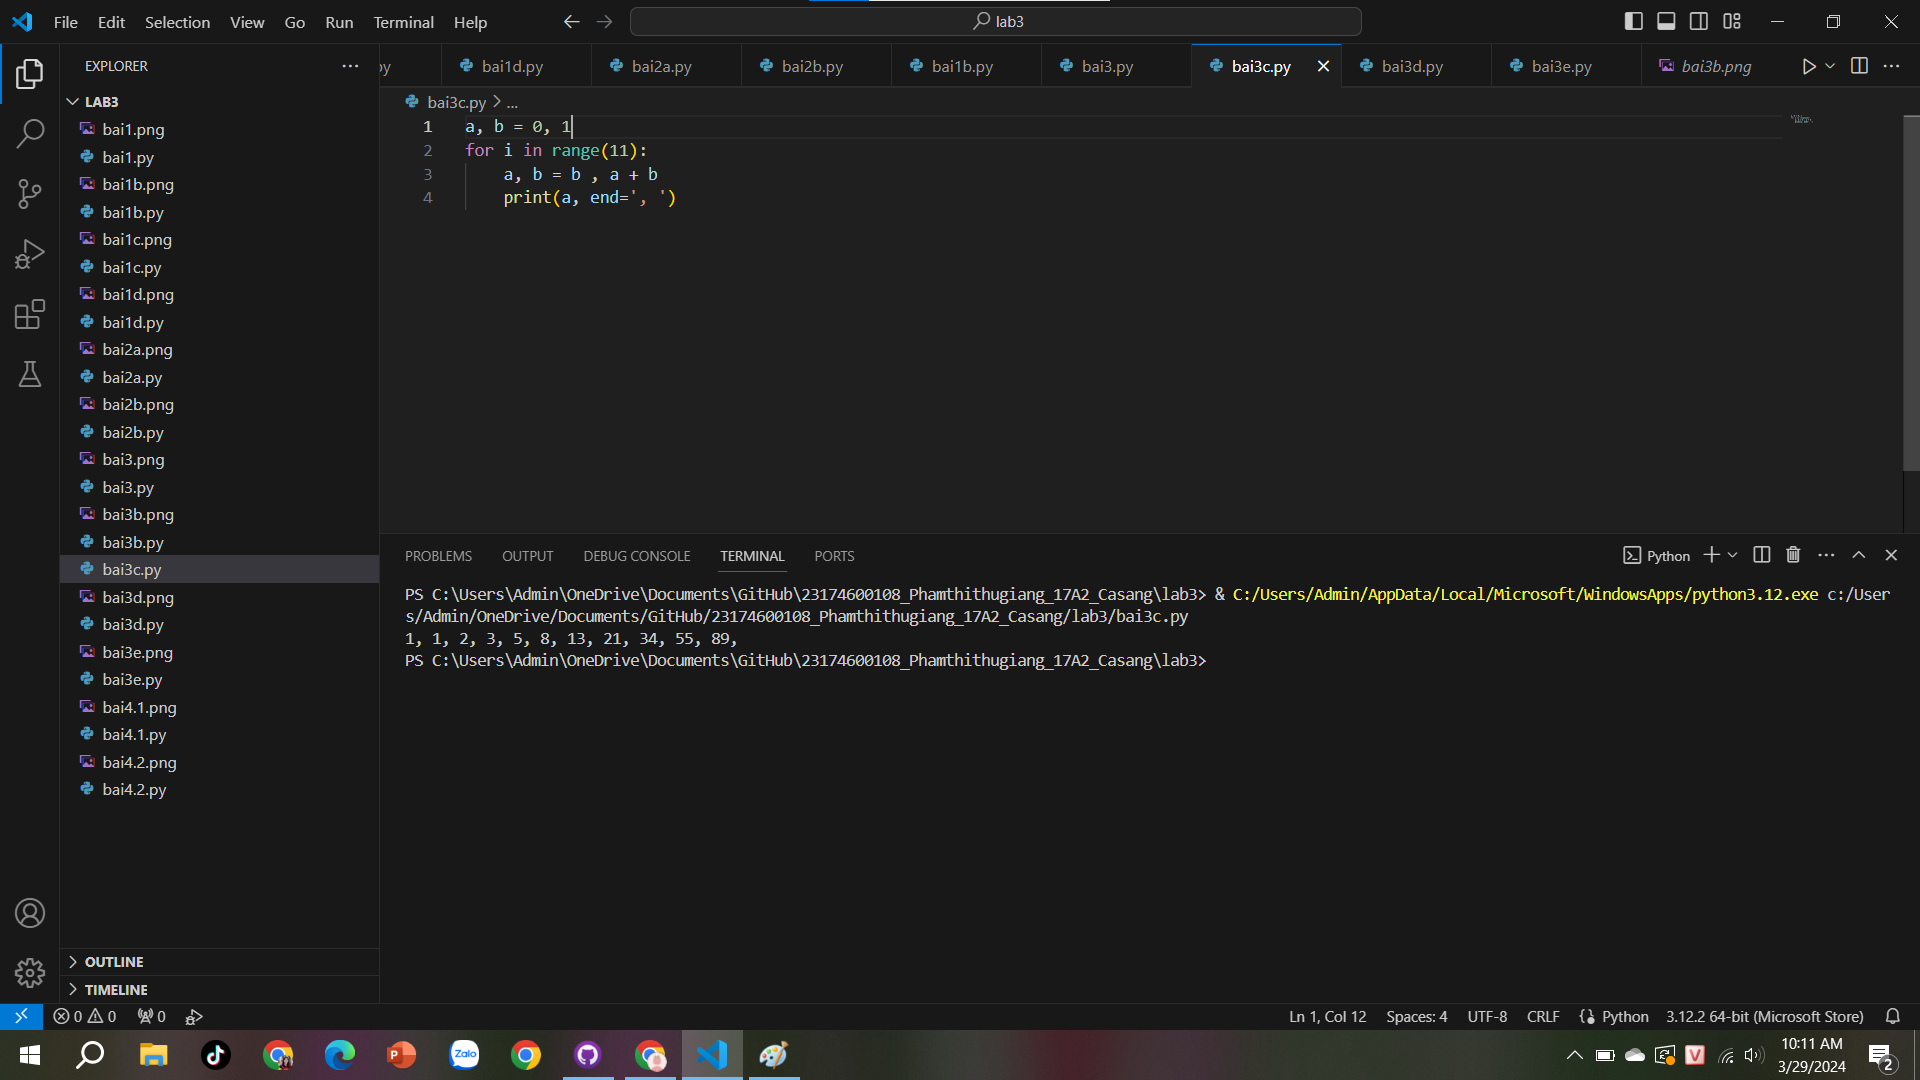 File Edit Selection View Go Run Terminal Help
lab3
EXPLORER
py
bai1d.py
bai2a.py
bai2b.py
bai1b.py
bai3.py
bai3c.py
bai3d.py
bai3e.py
bai3b.png
LAB3
bai1.png
bai1.py
bai1b.png
bai1b.py
bai1c.png
bai1c.py
bai1d.png
bai1d.py
bai2a.png
bai2a.py
bai2b.png
bai2b.py
bai3.png
bai3.py
bai3b.png
bai3b.py
bai3c.py
bai3d.png
bai3d.py
bai3e.png
bai3e.py
bai4.1.png
bai4.1.py
bai4.2.png
bai4.2.py
OUTLINE
TIMELINE
bai3c.py > ...
1 a, b = 0, 1
2 for i in range(11):
3 a, b = b , a + b
4 print(a, end=', ')
PROBLEMS OUTPUT DEBUG CONSOLE TERMINAL PORTS
Python
PS C:\Users\Admin\OneDrive\Documents\GitHub\23174600108_Phamthithugiang_17A2_Casang\lab3> & C:/Users/Admin/AppData/Local/Microsoft/WindowsApps/python3.12.exe c:/User
s/Admin/OneDrive/Documents/GitHub/23174600108_Phamthithugiang_17A2_Casang/lab3/bai3c.py
1, 1, 2, 3, 5, 8, 13, 21, 34, 55, 89,
PS C:\Users\Admin\OneDrive\Documents\GitHub\23174600108_Phamthithugiang_17A2_Casang\lab3>
0 0 0
Ln 1, Col 12 Spaces: 4 UTF-8 CRLF Python 3.12.2 64-bit (Microsoft Store)
P
Zalo
V
10:11 AM
3/29/2024
2